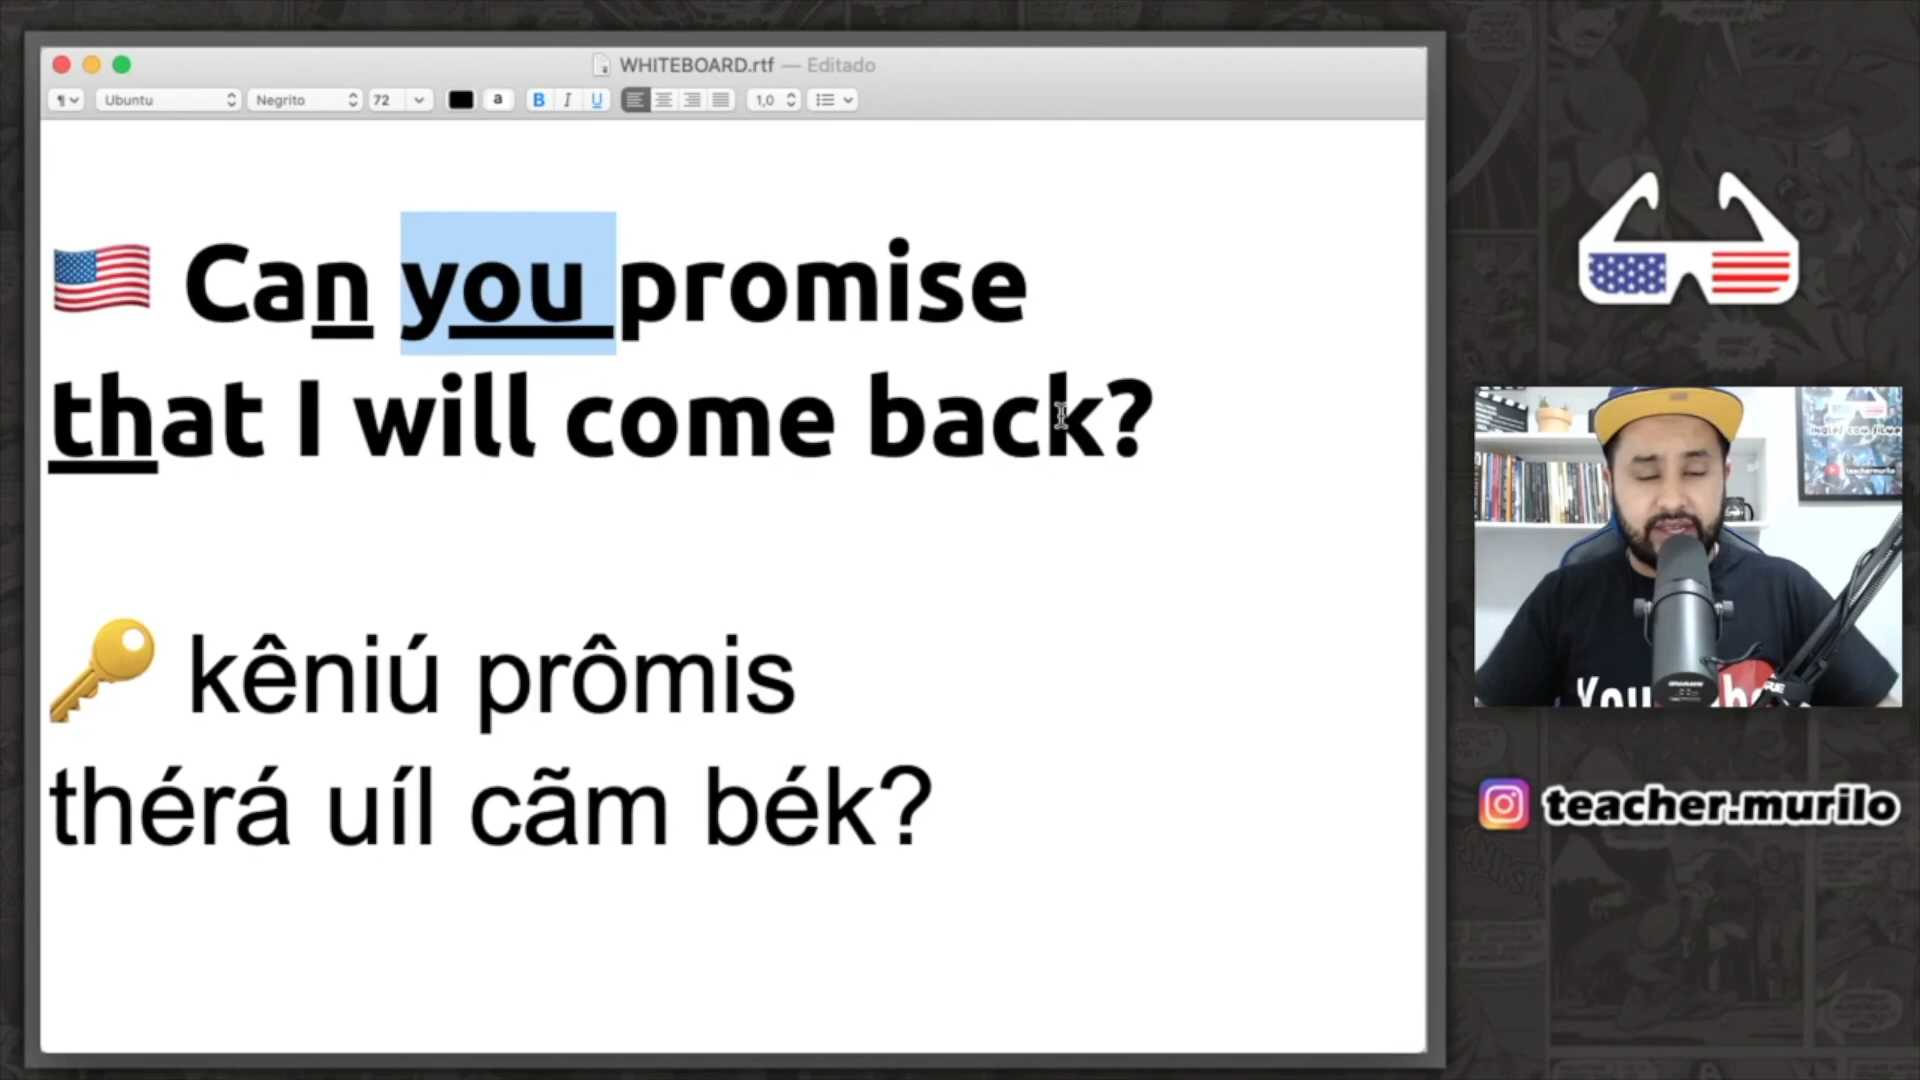 WHITEBOARD.rtf — Editado
Ubuntu
Negrito
72
a
B I U
1,0
Can you promise
that I will come back?
kêniú prômis
thérá uíl cãm bék?
teacher.murilo